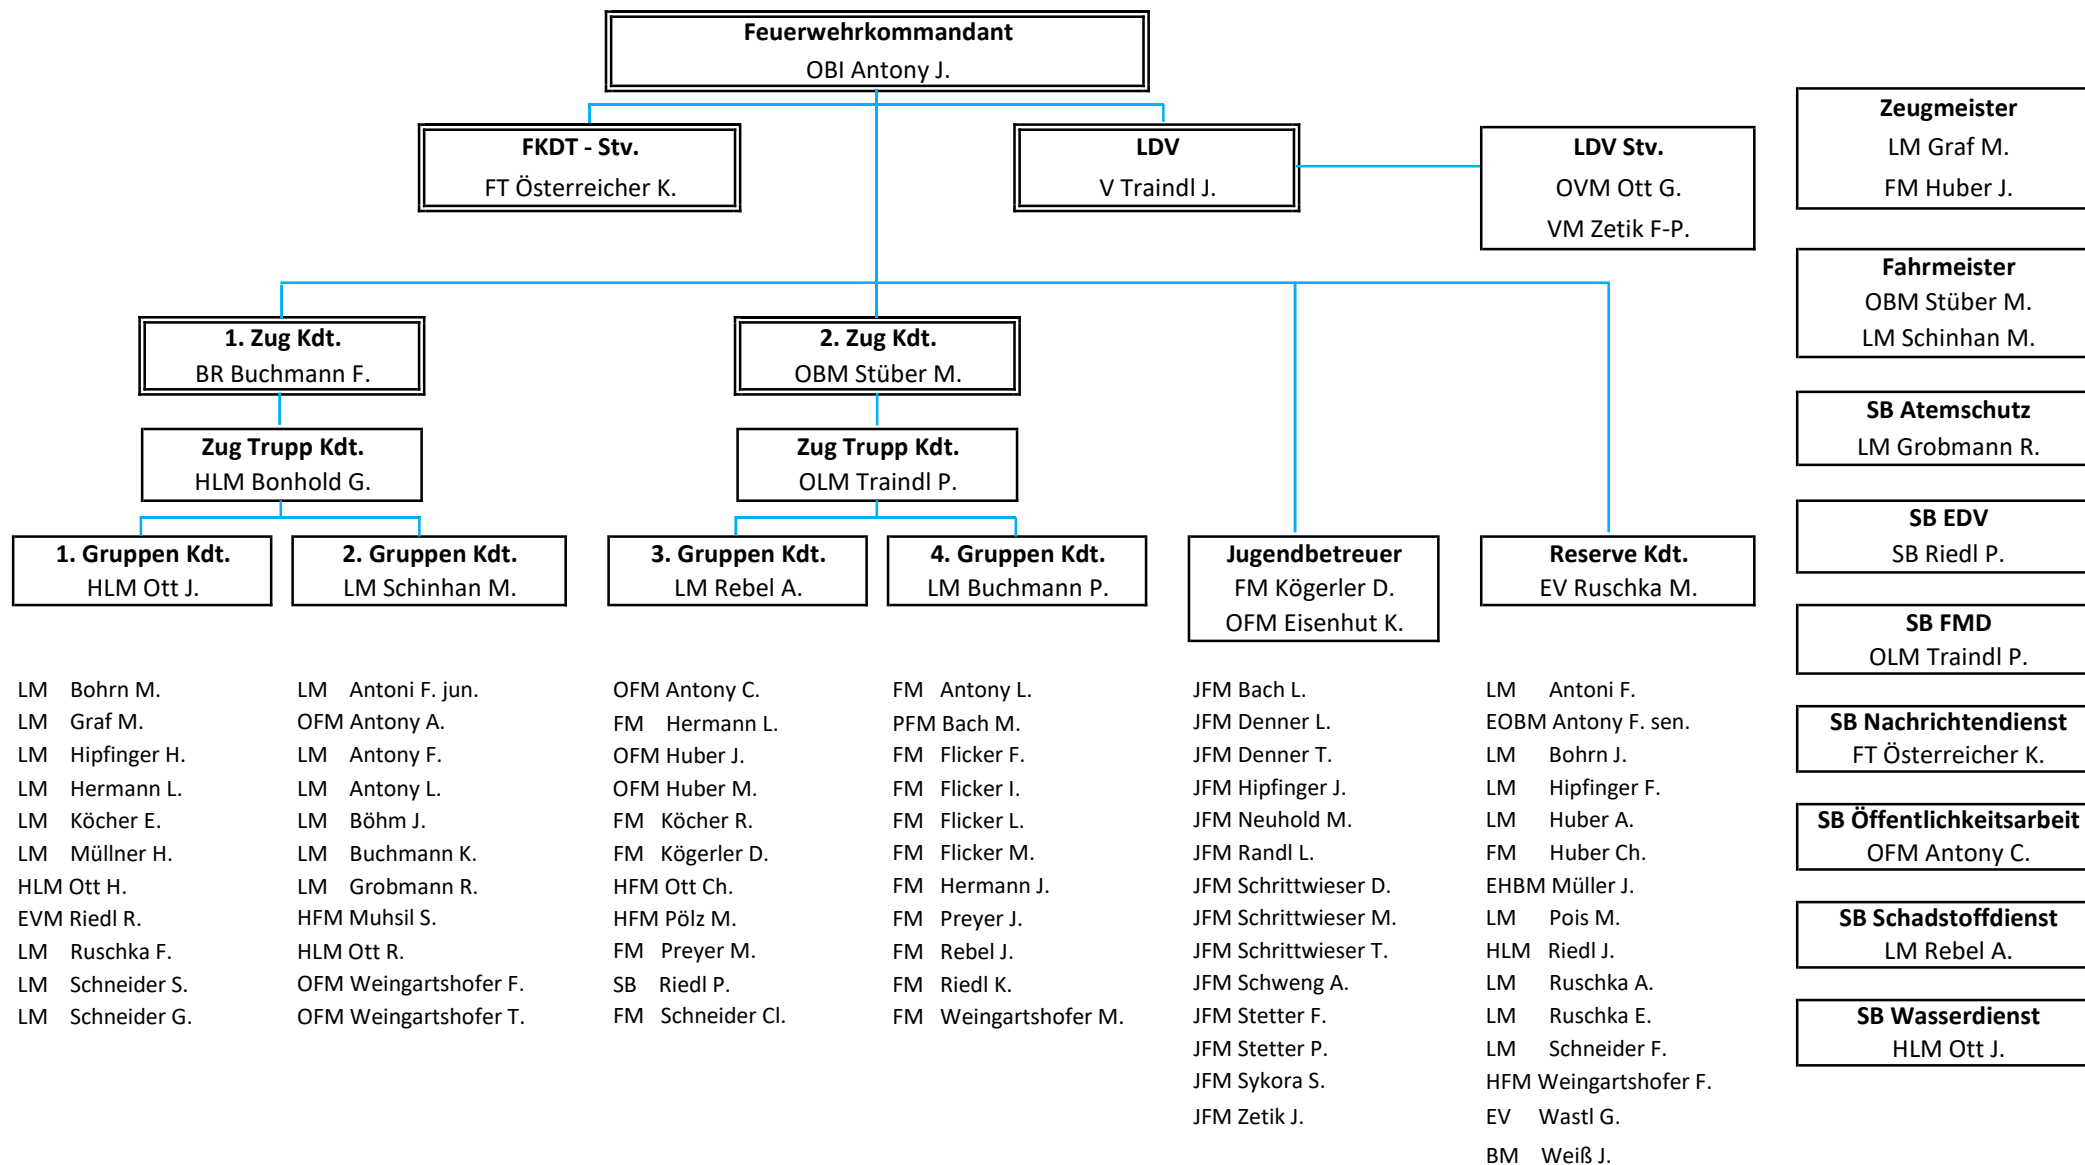 Feuerwehrkommandant
OBI Antony J.
FKDT - Stv.
FT Österreicher K.
LDV
V Traindl J.
LDV Stv.
OVM Ott G.
VM Zetik F-P.
1. Zug Kdt.
BR Buchmann F.
2. Zug Kdt.
OBM Stüber M.
Zug Trupp Kdt.
HLM Bonhold G.
Zug Trupp Kdt.
OLM Traindl P.
1. Gruppen Kdt.
HLM Ott J.
2. Gruppen Kdt.
LM Schinhan M.
3. Gruppen Kdt.
LM Rebel A.
4. Gruppen Kdt.
LM Buchmann P.
Jugendbetreuer
FM Kögerler D.
OFM Eisenhut K.
Reserve Kdt.
EV Ruschka M.
LM Bohrn M.
LM Graf M.
LM Hipfinger H.
LM Hermann L.
LM Köcher E.
LM Müllner H.
HLM Ott H.
EVM Riedl R.
LM Ruschka F.
LM Schneider S.
LM Schneider G.
LM Antoni F. jun.
OFM Antony A.
LM Antony F.
LM Antony L.
LM Böhm J.
LM Buchmann K.
LM Grobmann R.
HFM Muhsil S.
HLM Ott R.
OFM Weingartshofer F.
OFM Weingartshofer T.
OFM Antony C.
FM Hermann L.
OFM Huber J.
OFM Huber M.
FM Köcher R.
FM Kögerler D.
HFM Ott Ch.
HFM Pölz M.
FM Preyer M.
SB Riedl P.
FM Schneider Cl.
FM Antony L.
PFM Bach M.
FM Flicker F.
FM Flicker I.
FM Flicker L.
FM Flicker M.
FM Hermann J.
FM Preyer J.
FM Rebel J.
FM Riedl K.
FM Weingartshofer M.
JFM Bach L.
JFM Denner L.
JFM Denner T.
JFM Hipfinger J.
JFM Neuhold M.
JFM Randl L.
JFM Schrittwieser D.
JFM Schrittwieser M.
JFM Schrittwieser T.
JFM Schweng A.
JFM Stetter F.
JFM Stetter P.
JFM Sykora S.
JFM Zetik J.
LM Antoni F.
EOBM Antony F. sen.
LM Bohrn J.
LM Hipfinger F.
LM Huber A.
FM Huber Ch.
EHBM Müller J.
LM Pois M.
HLM Riedl J.
LM Ruschka A.
LM Ruschka E.
LM Schneider F.
HFM Weingartshofer F.
EV Wastl G.
BM Weiß J.
Zeugmeister
LM Graf M.
FM Huber J.
Fahrmeister
OBM Stüber M.
LM Schinhan M.
SB Atemschutz
LM Grobmann R.
SB EDV
SB Riedl P.
SB FMD
OLM Traindl P.
SB Nachrichtendienst
FT Österreicher K.
SB Öffentlichkeitsarbeit
OFM Antony C.
SB Schadstoffdienst
LM Rebel A.
SB Wasserdienst
HLM Ott J.